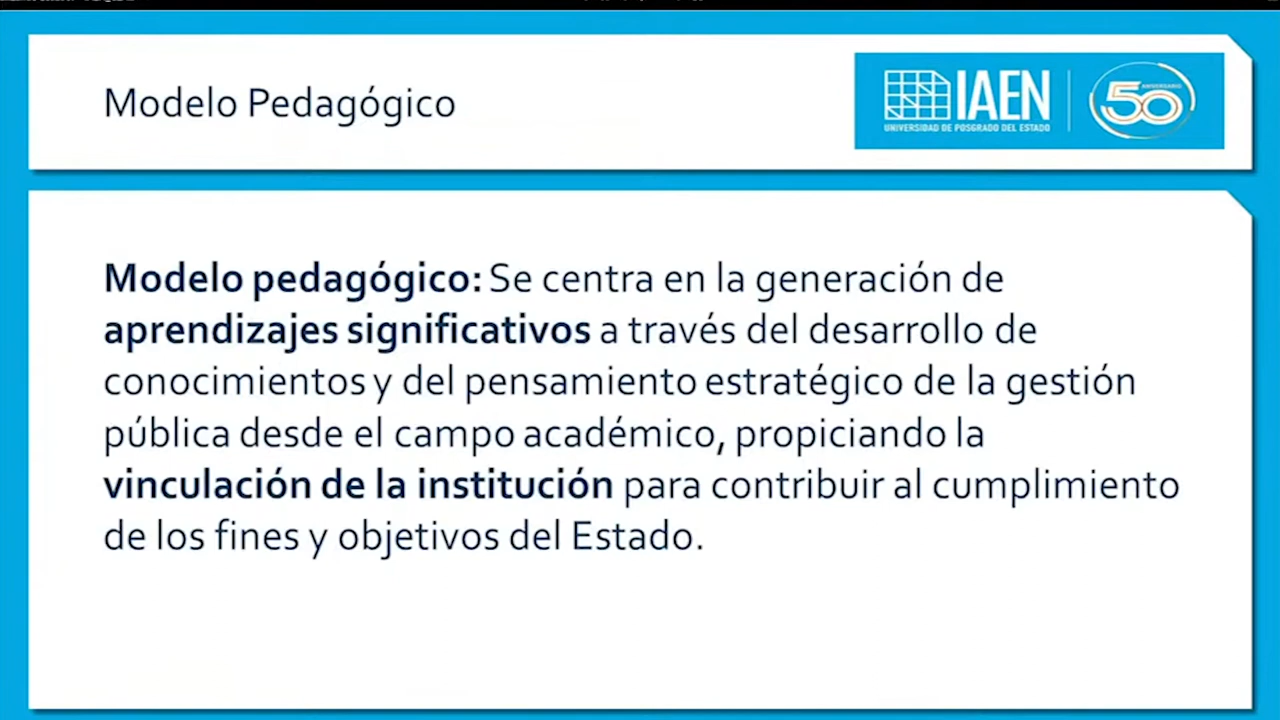 Modelo Pedagógico
IAEN
UNIVERSIDAD DE POSGRADO DEL ESTADO
50
ANIVERSARIO
Modelo pedagógico: Se centra en la generación de
aprendizajes significativos a través del desarrollo de
conocimientos y del pensamiento estratégico de la gestión
pública desde el campo académico, propiciando la
vinculación de la institución para contribuir al cumplimiento
de los fines y objetivos del Estado.